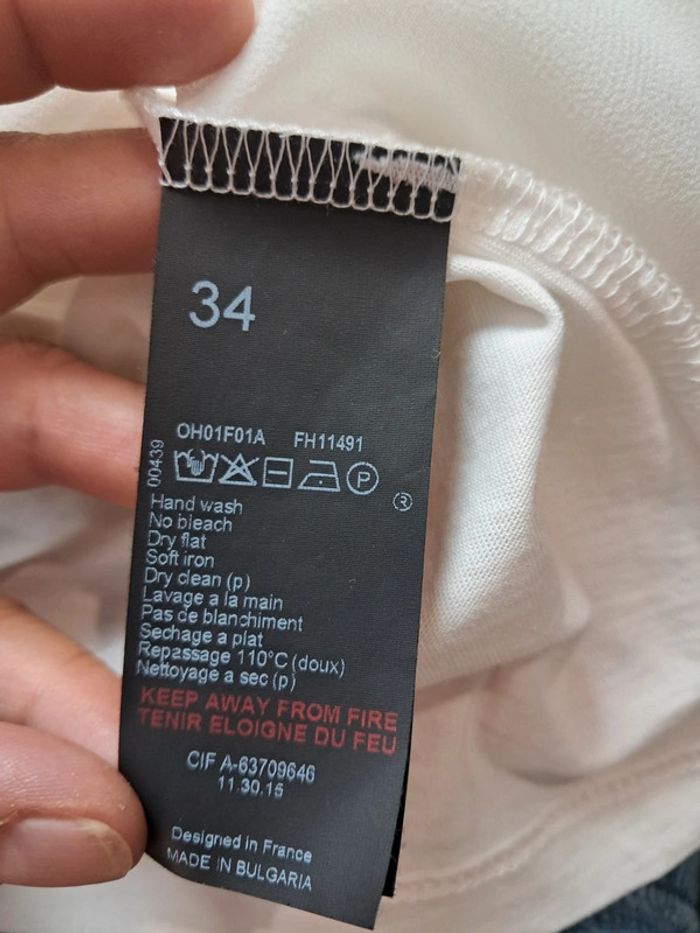 34
OH01F01A FH11491
00439
P
®
Hand wash
No bleach
Dry flat
Soft iron
Dry clean (p)
Lavage a la main
Pas de blanchiment
Sechage a plat
Repassage 110°C (doux)
Nettoyage a sec (p)
KEEP AWAY FROM FIRE
TENIR ELOIGNE DU FEU
CIF A-63709646
11.30.15
Designed in France
MADE IN BULGARIA